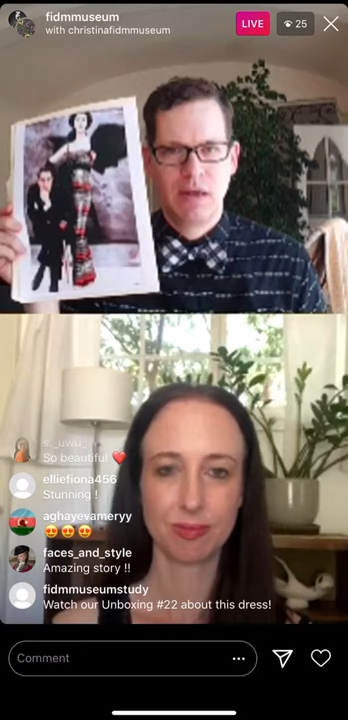 fidmmuseum
with christinafidmmuseum
LIVE
25
s._uwu_
So beautiful ❤️
elliefiona456
Stunning !
aghayevameryy
😍😍😍
faces_and_style
Amazing story !!
fidmmuseumstudy
Watch our Unboxing #22 about this dress!
Comment